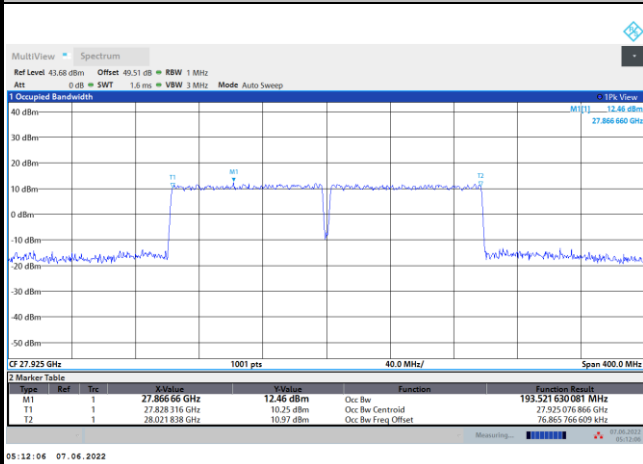 MultiView Spectrum
Ref Level 43.68 dBm Offset 49.51 dB RBW 1 MHz
Att 0 dB SWT 1.6 ms VBW 3 MHz Mode Auto Sweep
1 Occupied Bandwidth 1Pk View
M1[1] 12.46 dBm
27.866 660 GHz
40 dBm
30 dBm
20 dBm
T1 M1 T2
10 dBm
0 dBm
-10 dBm
-20 dBm
-30 dBm
-40 dBm
-50 dBm
CF 27.925 GHz 1001 pts 40.0 MHz/ Span 400.0 MHz
2 Marker Table
Type Ref Trc X-Value Y-Value Function Function Result
M1 1 27.866 66 GHz 12.46 dBm Occ Bw 193.521 630 081 MHz
T1 1 27.828 316 GHz 10.25 dBm Occ Bw Centroid 27.925 076 866 GHz
T2 1 28.021 838 GHz 10.97 dBm Occ Bw Freq Offset 76.865 766 609 kHz
Measuring... 07.06.2022
05:12:06
05:12:06 07.06.2022